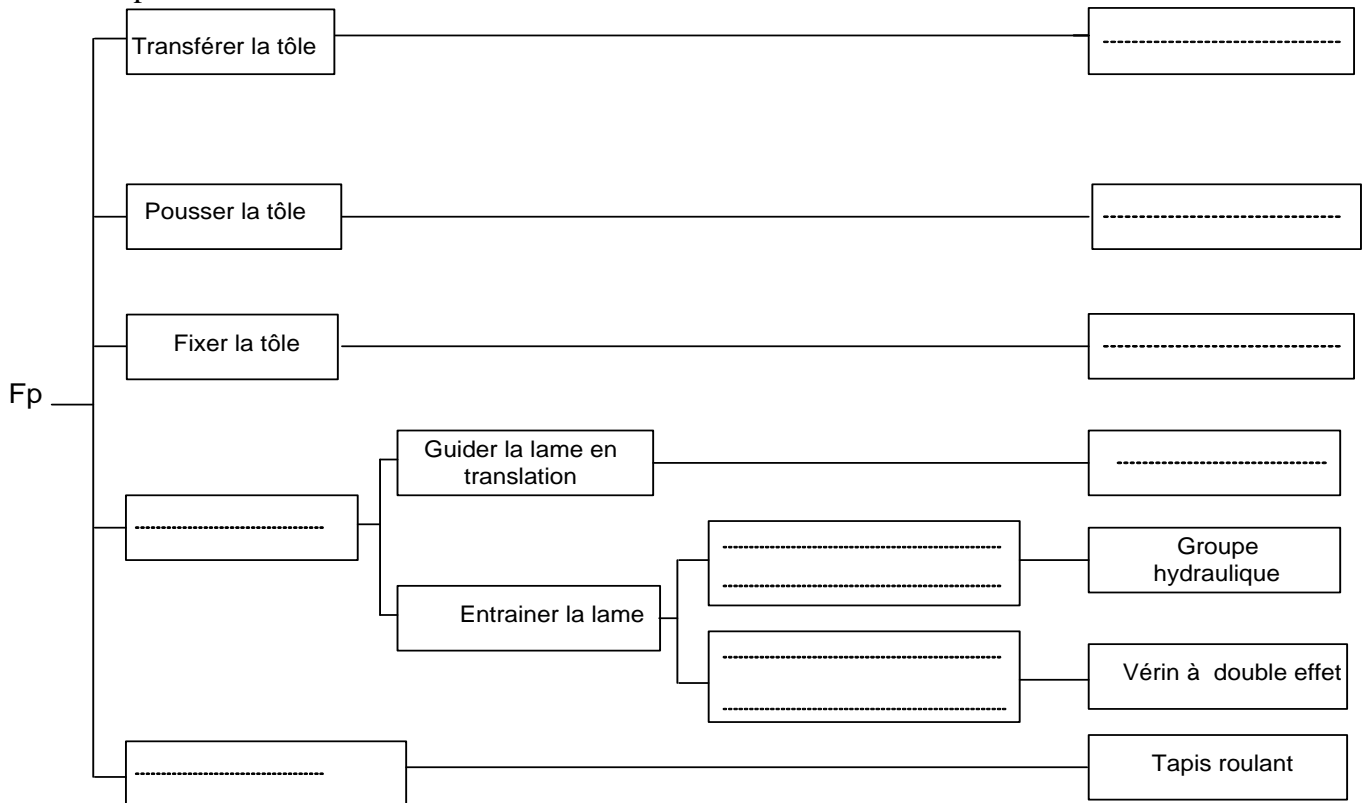 Transférer la tôle
Pousser la tôle
Fixer la tôle
Fp
Guider la lame en
translation
Groupe
hydraulique
Entrainer la lame
Vérin à double effet
Tapis roulant